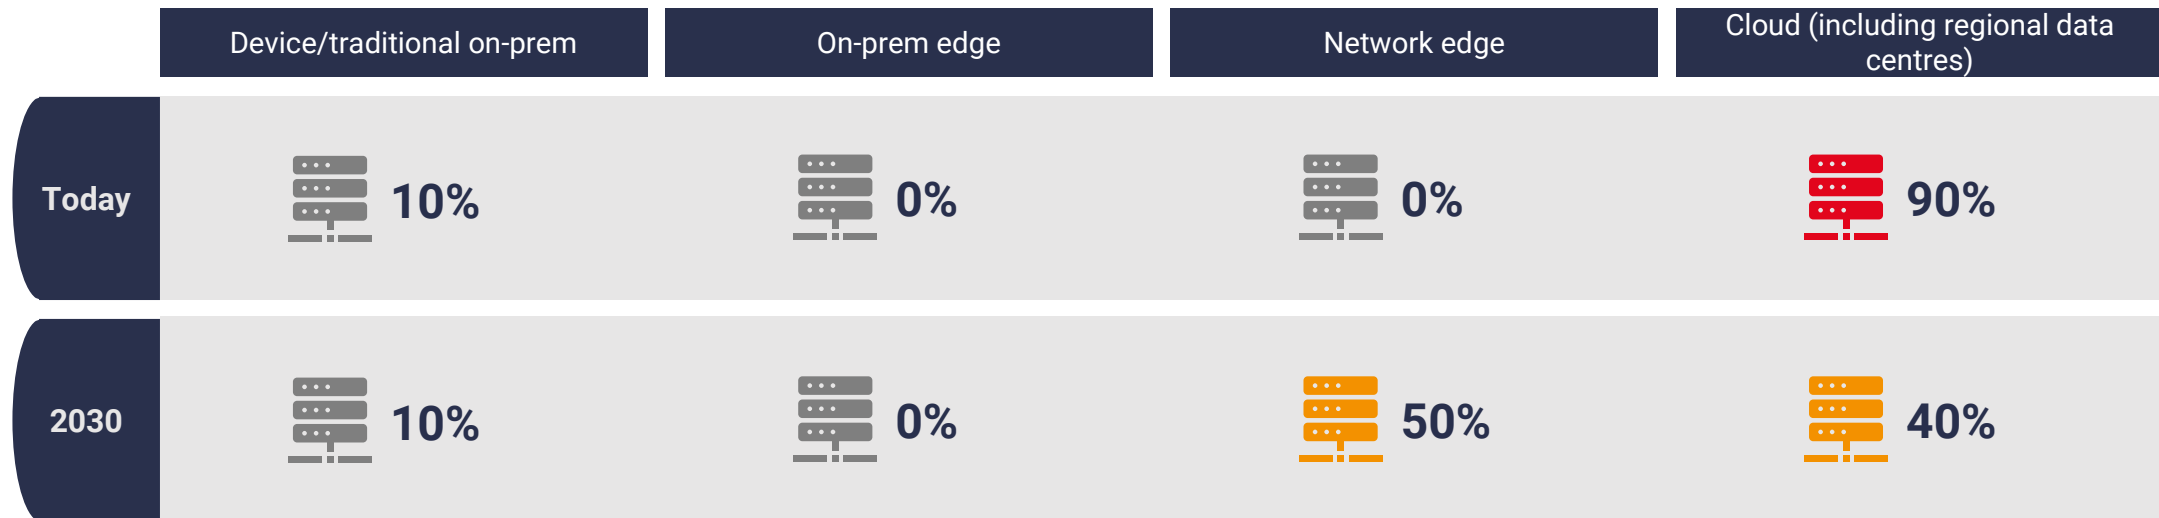 Device/traditional on-prem
On-prem edge
Network edge
Cloud (including regional data
centres)
Today
10%
0%
0%
90%
2030
10%
0%
50%
40%